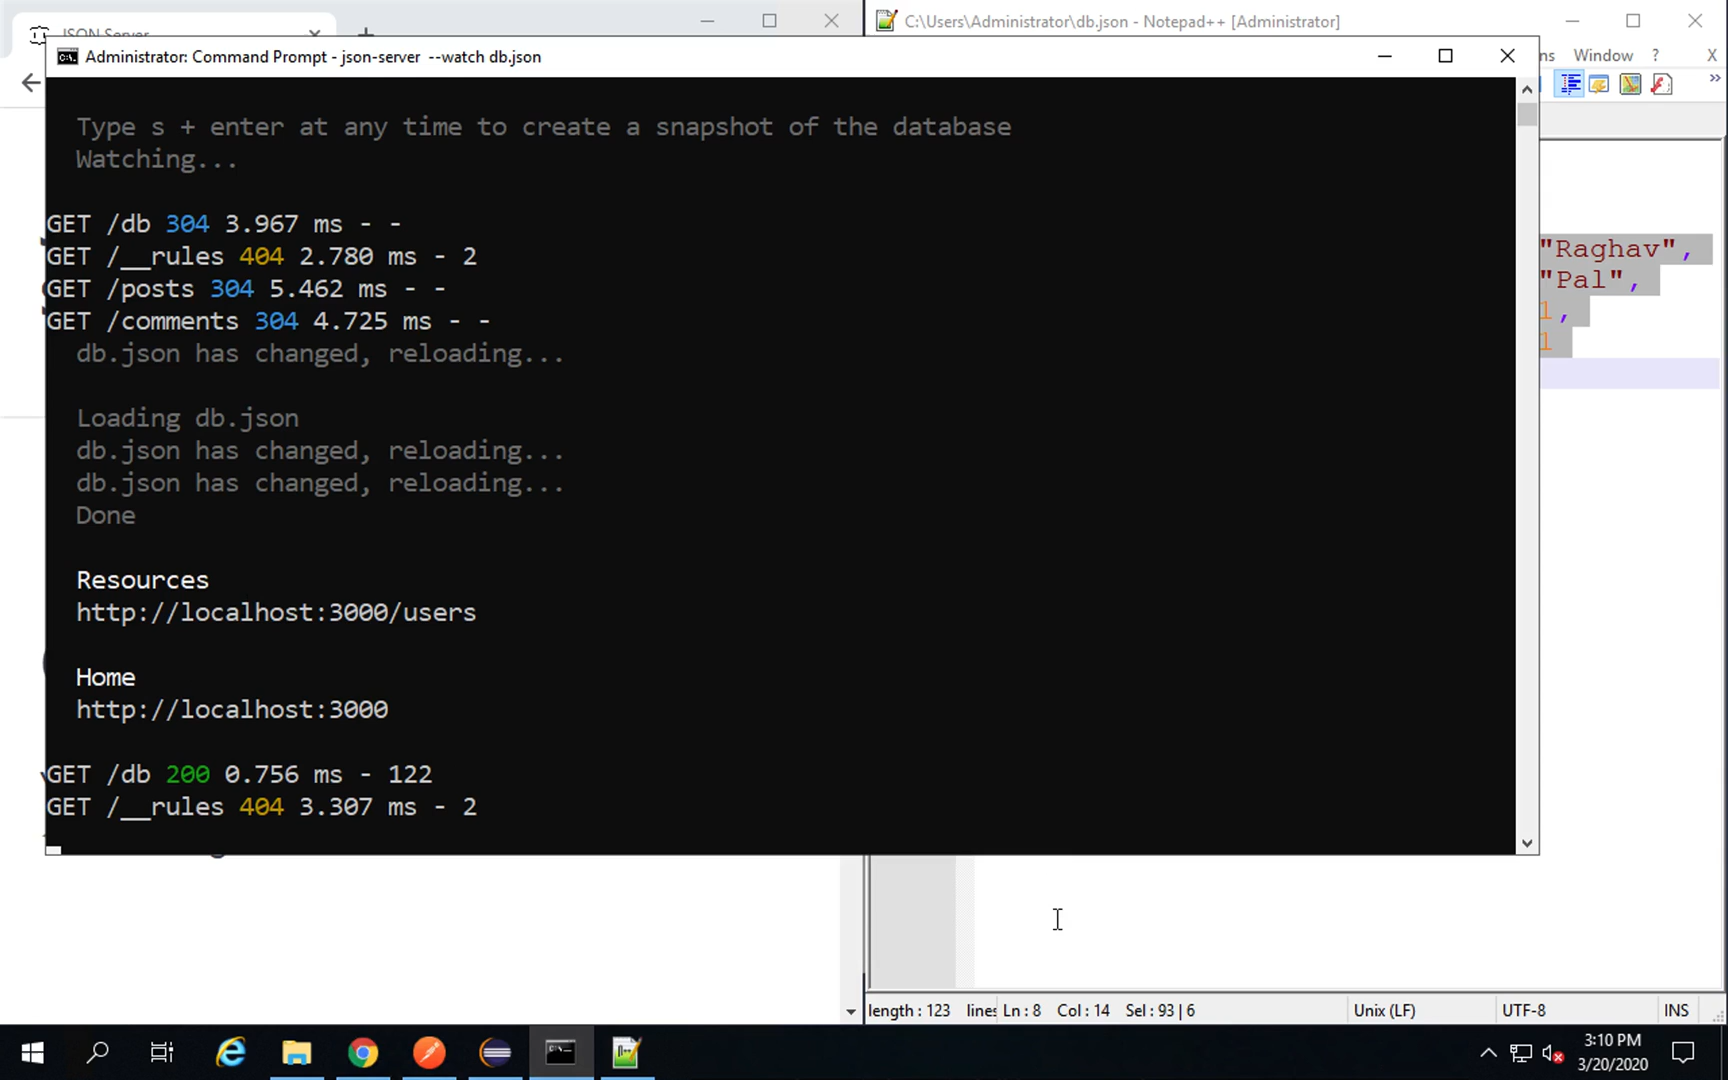 JSON Server
C:\Users\Administrator\db.json - Notepad++ [Administrator]
Administrator: Command Prompt - json-server --watch db.json
ns Window ? X
Type s + enter at any time to create a snapshot of the database
Watching...
GET /db 304 3.967 ms - -
GET /__rules 404 2.780 ms - 2
GET /posts 304 5.462 ms - -
GET /comments 304 4.725 ms - -
db.json has changed, reloading...
Loading db.json
db.json has changed, reloading...
db.json has changed, reloading...
Done
Resources
http://localhost:3000/users
Home
http://localhost:3000
GET /db 200 0.756 ms - 122
GET /__rules 404 3.307 ms - 2
"Raghav",
"Pal",
1,
1
length : 123 lines Ln : 8 Col : 14 Sel : 93 | 6 Unix (LF) UTF-8 INS
3:10 PM
3/20/2020